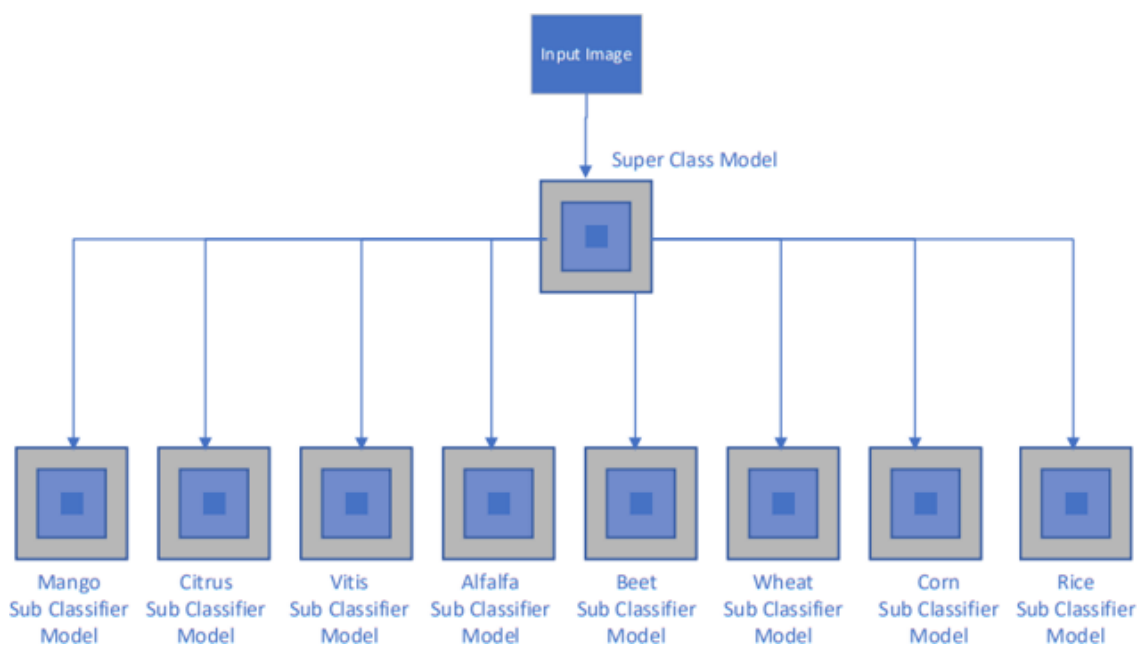 Input Image
Super Class Model
Mango
Sub Classifier
Model
Citrus
Sub Classifier
Model
Vitis
Sub Classifier
Model
Alfalfa
Sub Classifier
Model
Beet
Sub Classifier
Model
Wheat
Sub Classifier
Model
Corn
Sub Classifier
Model
Rice
Sub Classifier
Model